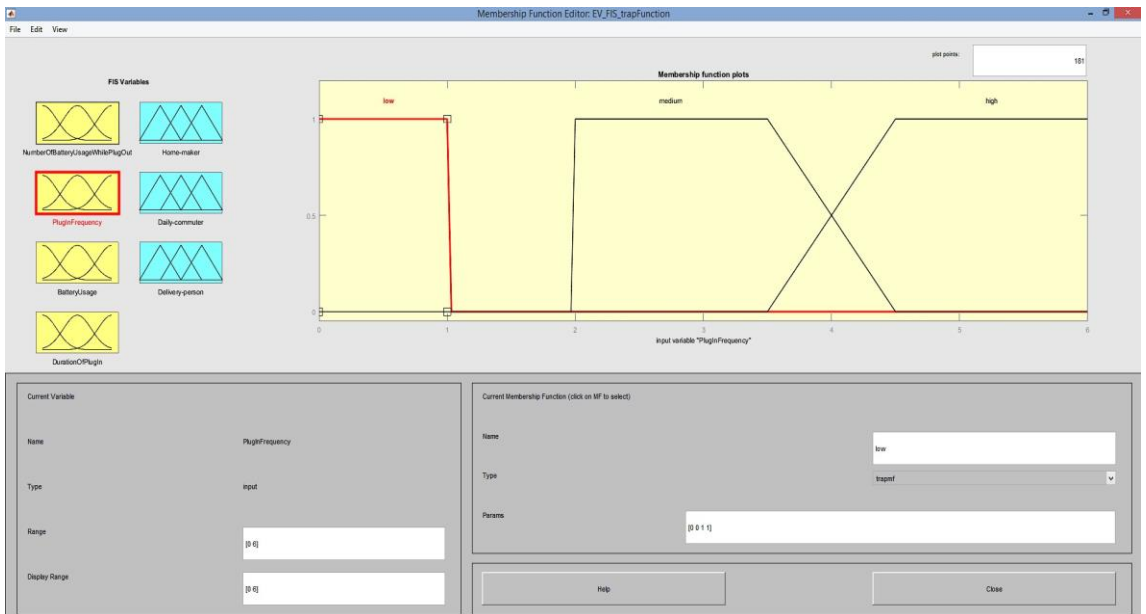 Membership Function Editor: EV_FIS_trapFunction
File Edit View
plot points:
181
FIS Variables
Membership function plots
low
medium
high
NumberOfBatteryUsageWhilePlugOut
Home-maker
PlugInFrequency
Daily-commuter
BatteryUsage
Delivery-person
DurationOfPlugIn
1
0.5
0
0 1 2 3 4 5 6
input variable "PlugInFrequency"
Current Variable
Name
PlugInFrequency
Type
input
Range
[0 6]
Display Range
[0 6]
Current Membership Function (click on MF to select)
Name
low
Type
trapmf
Params
[0 0 1 1]
Help
Close